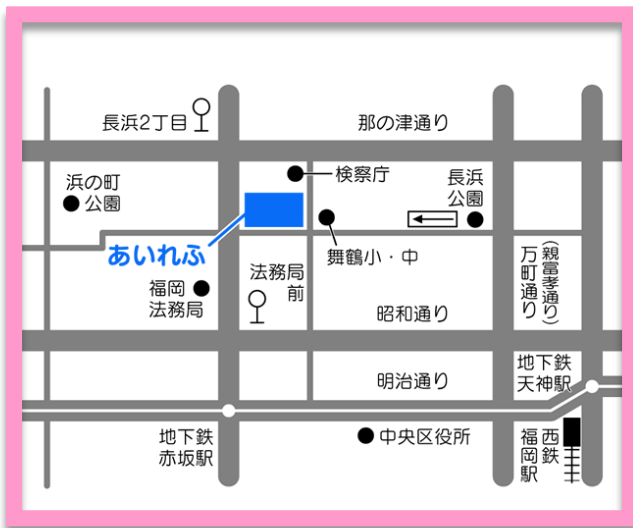 長浜2丁目
那の津通り
検察庁
浜の町
公園
長浜
公園
あいれふ
舞鶴小・中
法務局
前
福岡
法務局
昭和通り
万町通り
(親富孝通り)
明治通り
地下鉄
天神駅
地下鉄
赤坂駅
中央区役所
西鉄
福岡駅